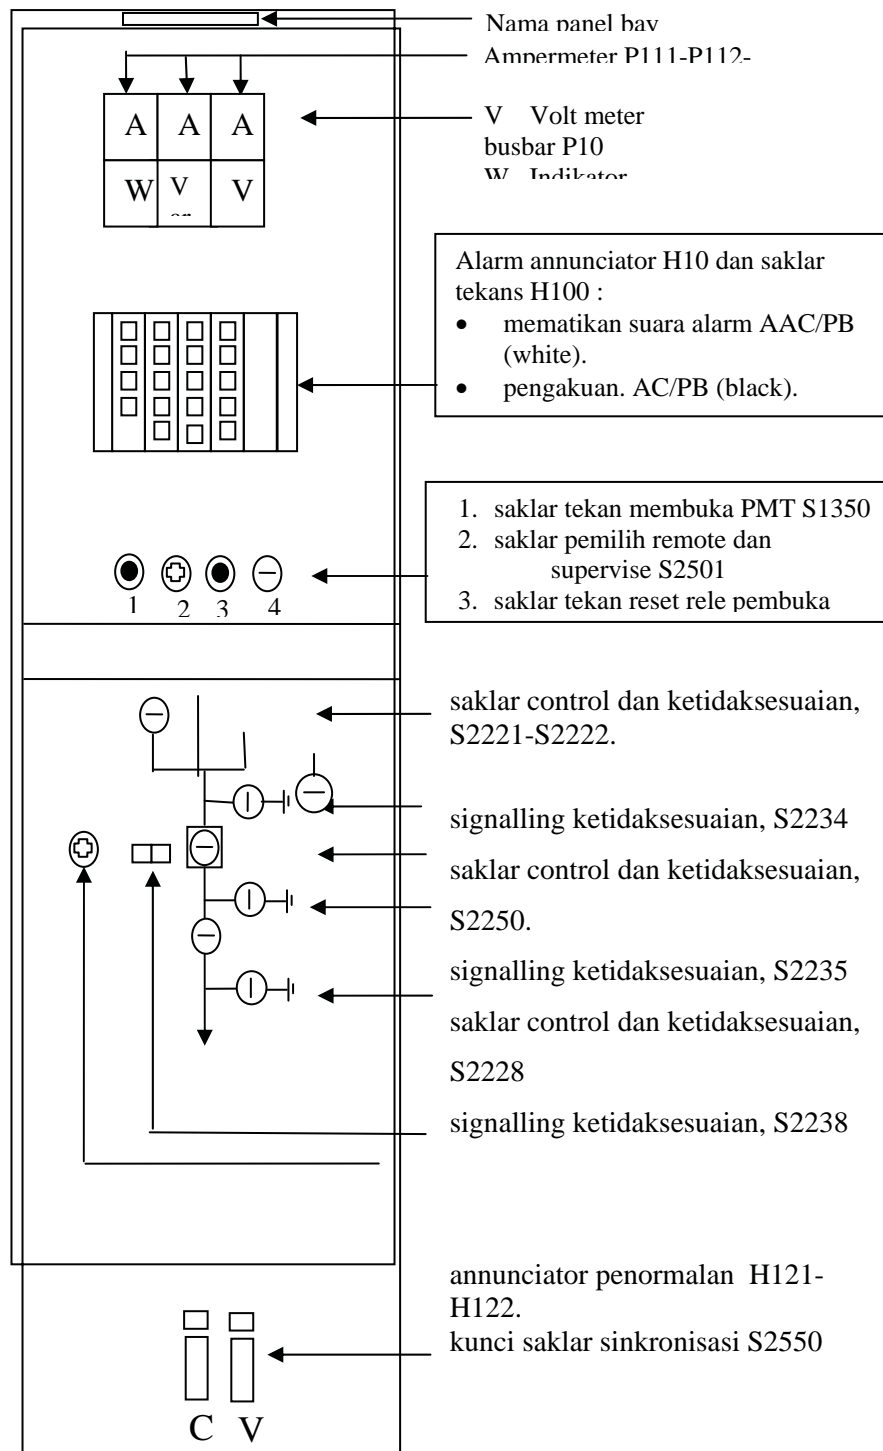 Nama panel bay
Ampermeter P111-P112-
V Volt meter
busbar P10
W Indikator
A A A
W V V
Alarm annunciator H10 dan saklar
tekans H100 :
• mematikan suara alarm AAC/PB
(white).
• pengakuan. AC/PB (black).
1. saklar tekan membuka PMT S1350
2. saklar pemilih remote dan
supervise S2501
3. saklar tekan reset rele pembuka
1 2 3 4
saklar control dan ketidaksesuaian,
S2221-S2222.
signalling ketidaksesuaian, S2234
saklar control dan ketidaksesuaian,
S2250.
signalling ketidaksesuaian, S2235
saklar control dan ketidaksesuaian,
S2228
signalling ketidaksesuaian, S2238
annunciator penormalan H121-
H122.
kunci saklar sinkronisasi S2550
C V